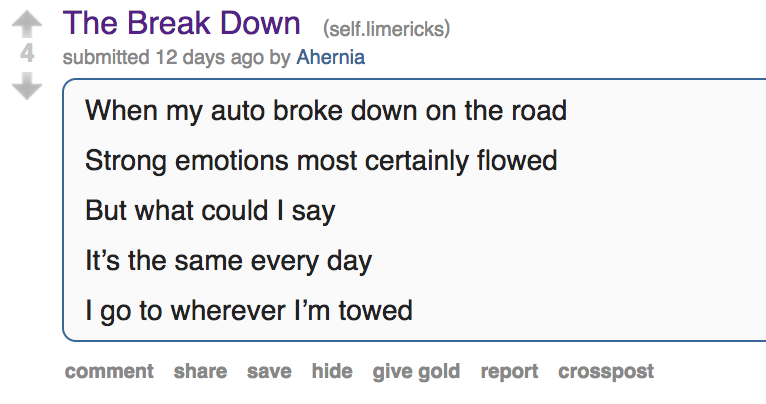 The Break Down (self.limericks)
4
submitted 12 days ago by Ahernia
When my auto broke down on the road
Strong emotions most certainly flowed
But what could I say
It’s the same every day
I go to wherever I’m towed
comment share save hide give gold report crosspost